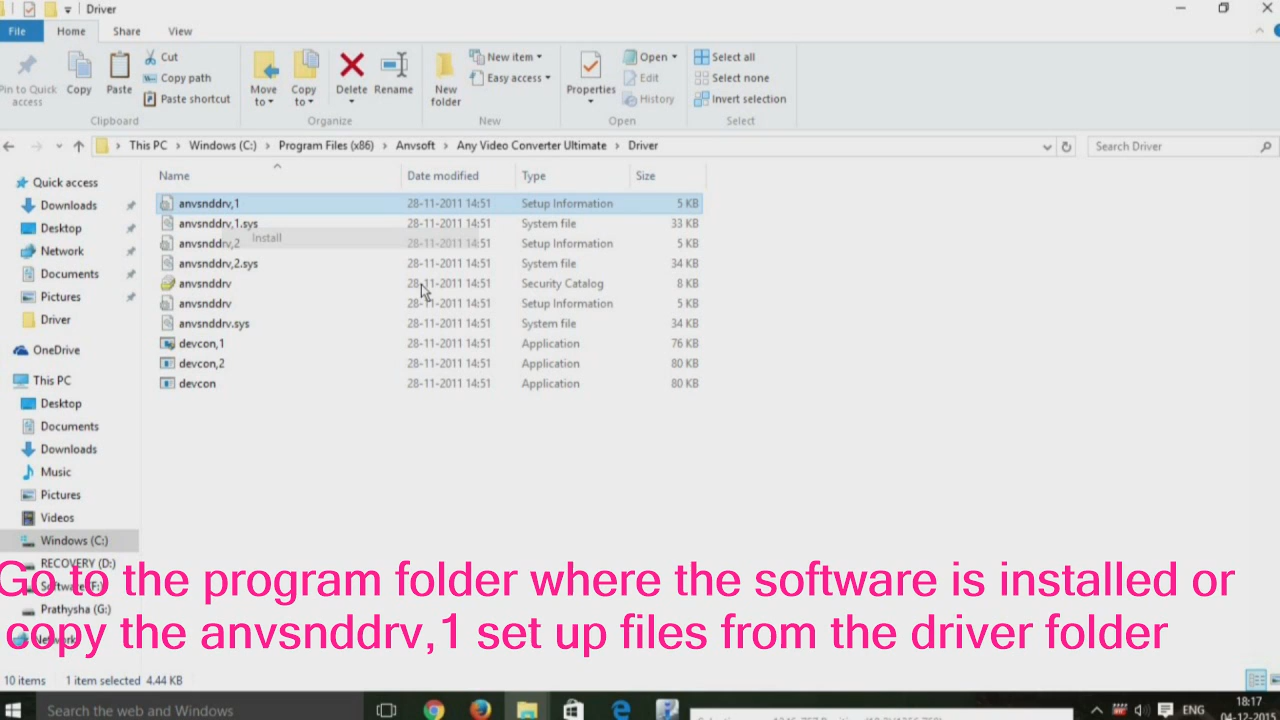 Driver
File Home Share View
Pin to Quick access
Copy
Paste
Cut
Copy path
Paste shortcut
Move to
Copy to
Delete
Rename
New folder
New item
Easy access
Properties
Open
Edit
History
Select all
Select none
Invert selection
Clipboard Organize New Open Select
This PC > Windows (C:) > Program Files (x86) > Anvsoft > Any Video Converter Ultimate > Driver
Search Driver
Name Date modified Type Size
anvsnddrv,1 28-11-2011 14:51 Setup Information 5 KB
anvsnddrv,1.sys 28-11-2011 14:51 System file 33 KB
Install
anvsnddrv,2 28-11-2011 14:51 Setup Information 5 KB
anvsnddrv,2.sys 28-11-2011 14:51 System file 34 KB
anvsnddrv 28-11-2011 14:51 Security Catalog 8 KB
anvsnddrv 28-11-2011 14:51 Setup Information 5 KB
anvsnddrv.sys 28-11-2011 14:51 System file 34 KB
devcon,1 28-11-2011 14:51 Application 76 KB
devcon,2 28-11-2011 14:51 Application 80 KB
devcon 28-11-2011 14:51 Application 80 KB
Quick access
Downloads
Desktop
Network
Documents
Pictures
Driver
OneDrive
This PC
Desktop
Documents
Downloads
Music
Pictures
Videos
Windows (C:)
RECOVERY (D:)
Software (F:)
Prathysha (G:)
Network
Go to the program folder where the software is installed or
copy the anvsnddrv,1 set up files from the driver folder
10 items 1 item selected 4.44 KB
Search the web and Windows
ENG
18:17
04-12-2015